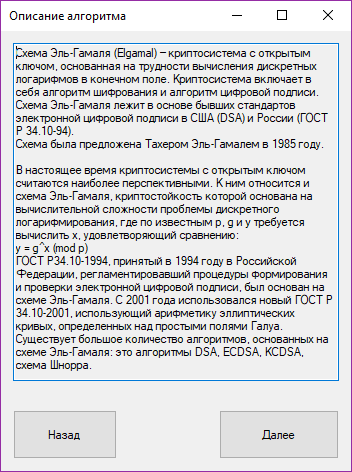 Описание алгоритма
Схема Эль-Гамаля (Elgamal) – криптосистема с открытым
ключом, основанная на трудности вычисления дискретных
логарифмов в конечном поле. Криптосистема включает в
себя алгоритм шифрования и алгоритм цифровой подписи.
Схема Эль-Гамаля лежит в основе бывших стандартов
электронной цифровой подписи в США (DSA) и России (ГОСТ
Р 34.10-94).
Схема была предложена Тахером Эль-Гамалем в 1985 году.
В настоящее время криптосистемы с открытым ключом
считаются наиболее перспективными. К ним относится и
схема Эль-Гамаля, криптостойкость которой основана на
вычислительной сложности проблемы дискретного
логарифмирования, где по известным p, g и y требуется
вычислить x, удовлетворяющий сравнению:
y = g^x (mod p)
ГОСТ Р34.10-1994, принятый в 1994 году в Российской
Федерации, регламентировавший процедуры формирования
и проверки электронной цифровой подписи, был основан на
схеме Эль-Гамаля. С 2001 года использовался новый ГОСТ Р
34.10-2001, использующий арифметику эллиптических
кривых, определенных над простыми полями Галуа.
Существует большое количество алгоритмов, основанных на
схеме Эль-Гамаля: это алгоритмы DSA, ECDSA, KCDSA,
схема Шнорра.
Назад
Далее